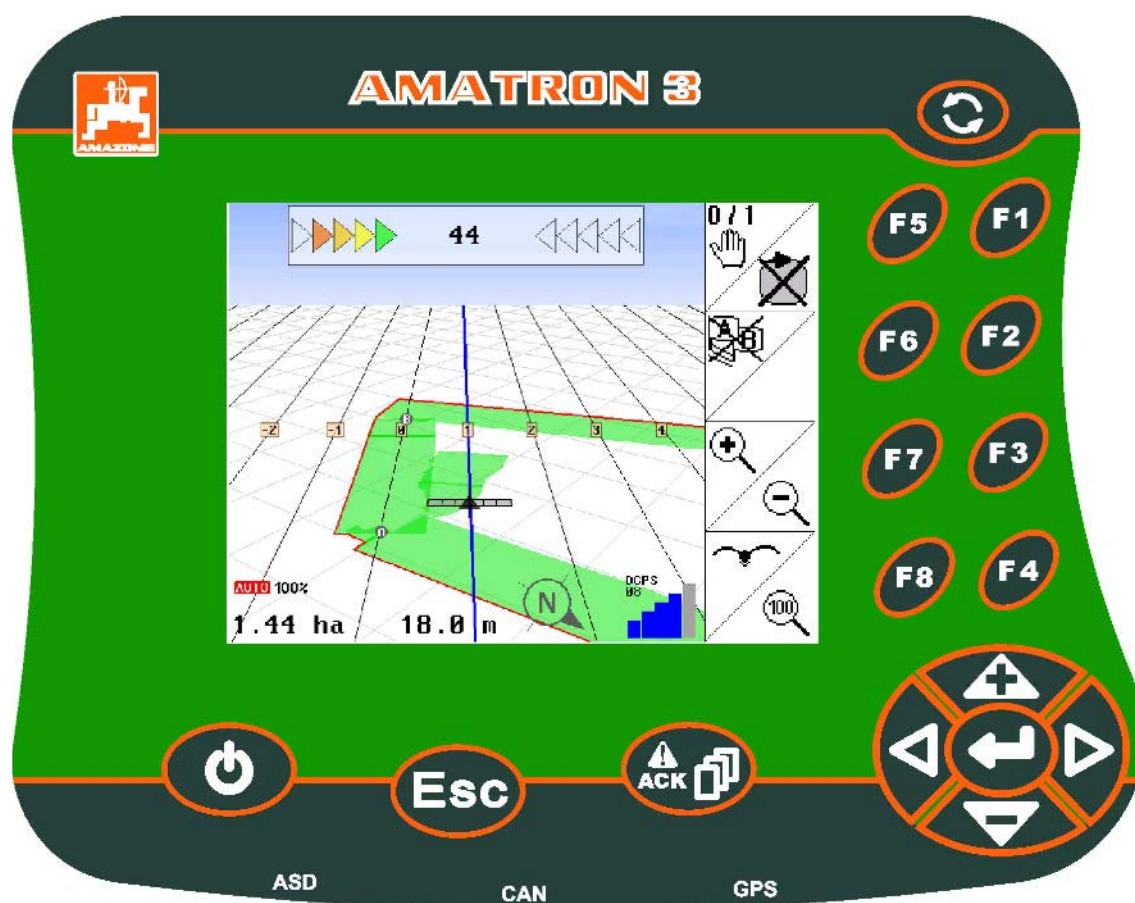 AMATRON 3
AMAZONE
44
0 / 1
A B
-2 -1 0 1 2 3 4
B
DGPS
08
N
AUTO 100%
1.44 ha 18.0 m
100
F5 F1
F6 F2
F7 F3
F8 F4
Esc
ACK
ASD CAN GPS